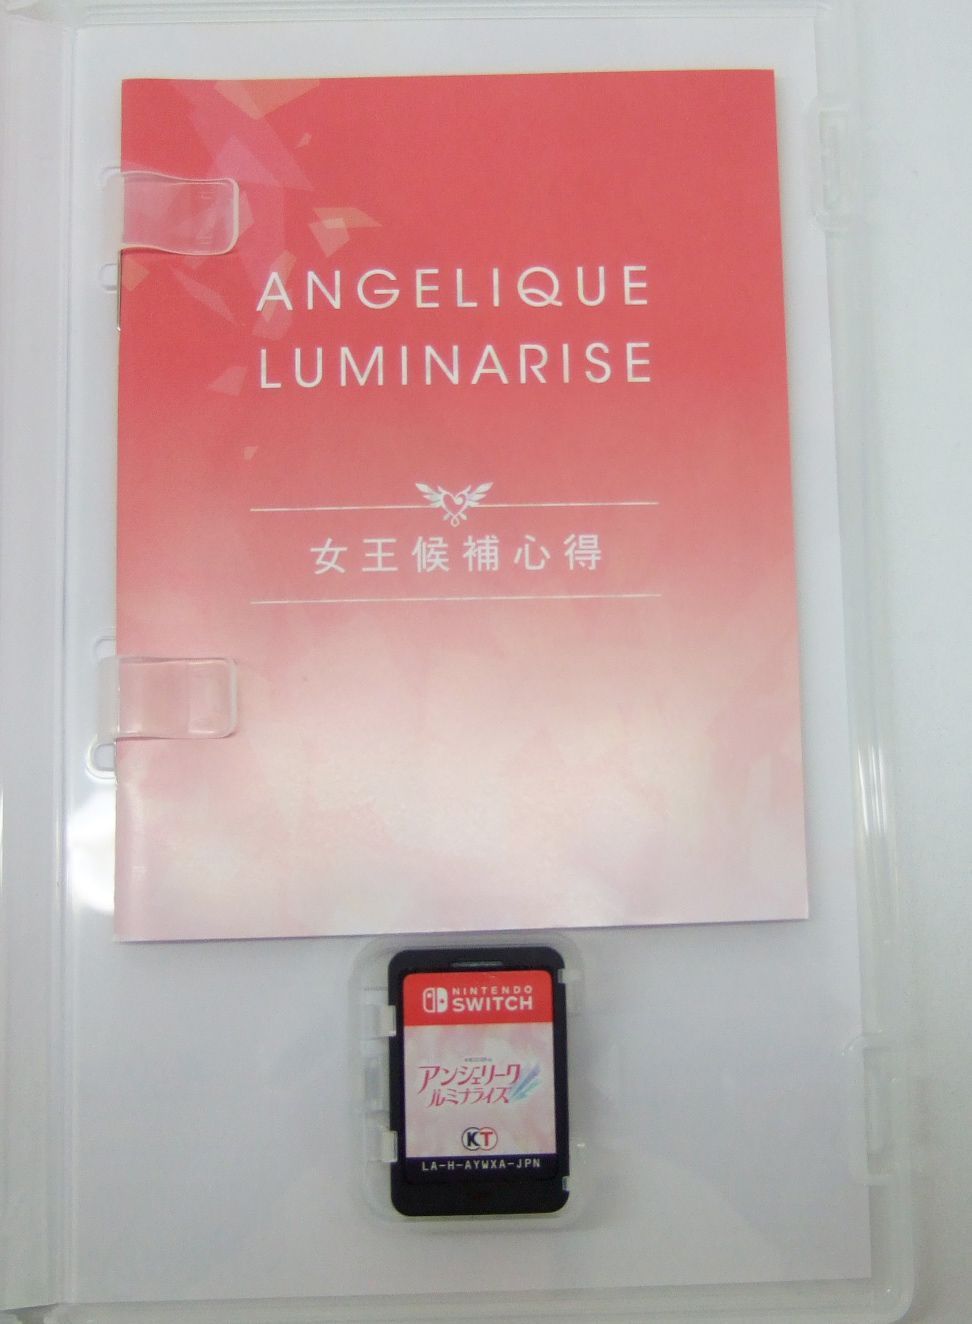 ANGELIQUE
LUMINARISE
女王候補心得
NINTENDO
SWITCH
アンジェリーク
ルミナライズ
KT
LA-H-AYWXA-JPN